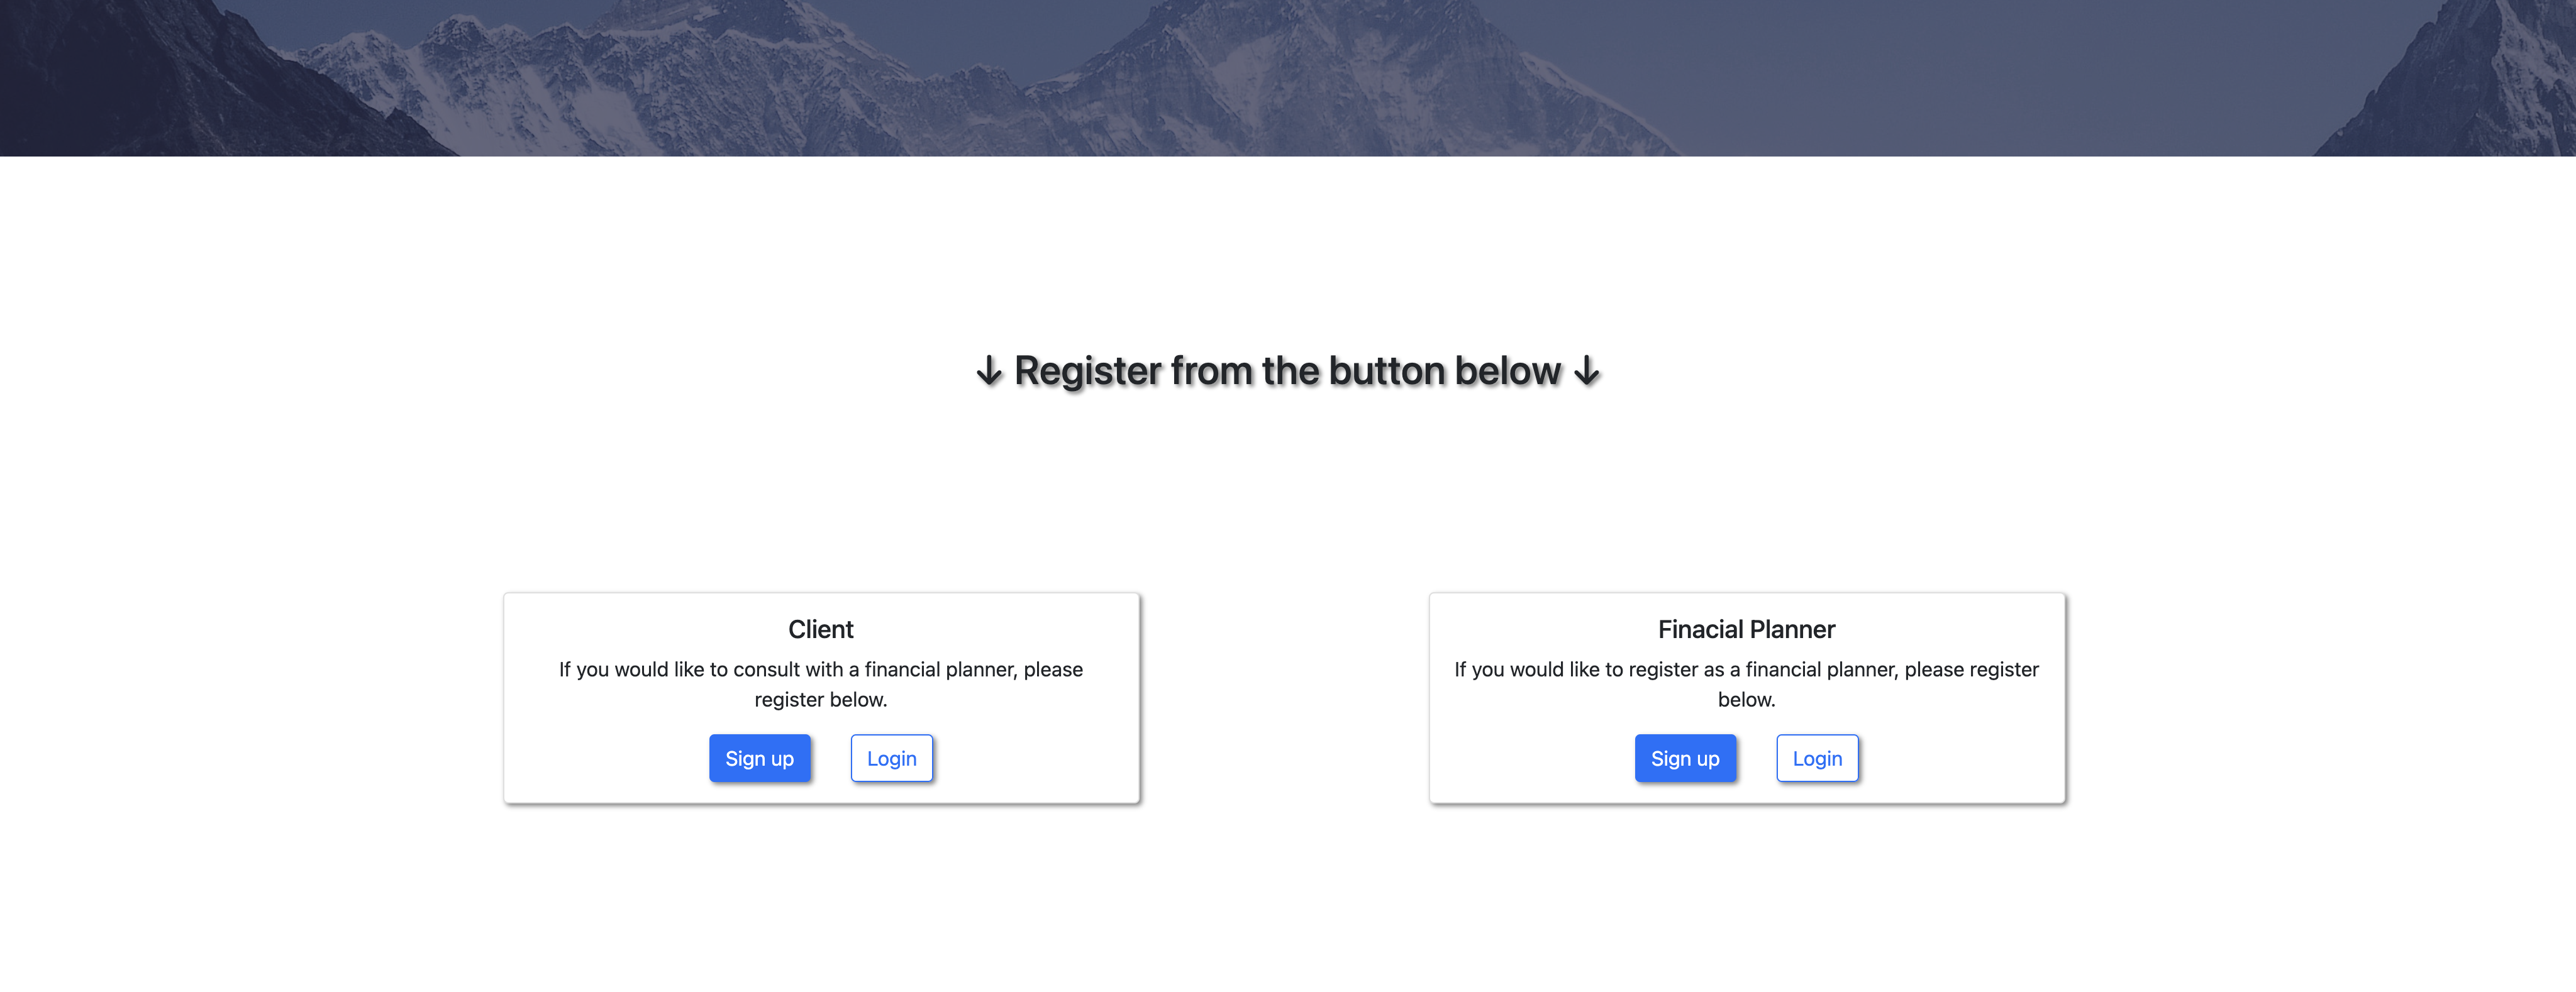 ↓ Register from the button below ↓
Client
If you would like to consult with a financial planner, please
register below.
Sign up
Login
Finacial Planner
If you would like to register as a financial planner, please register
below.
Sign up
Login